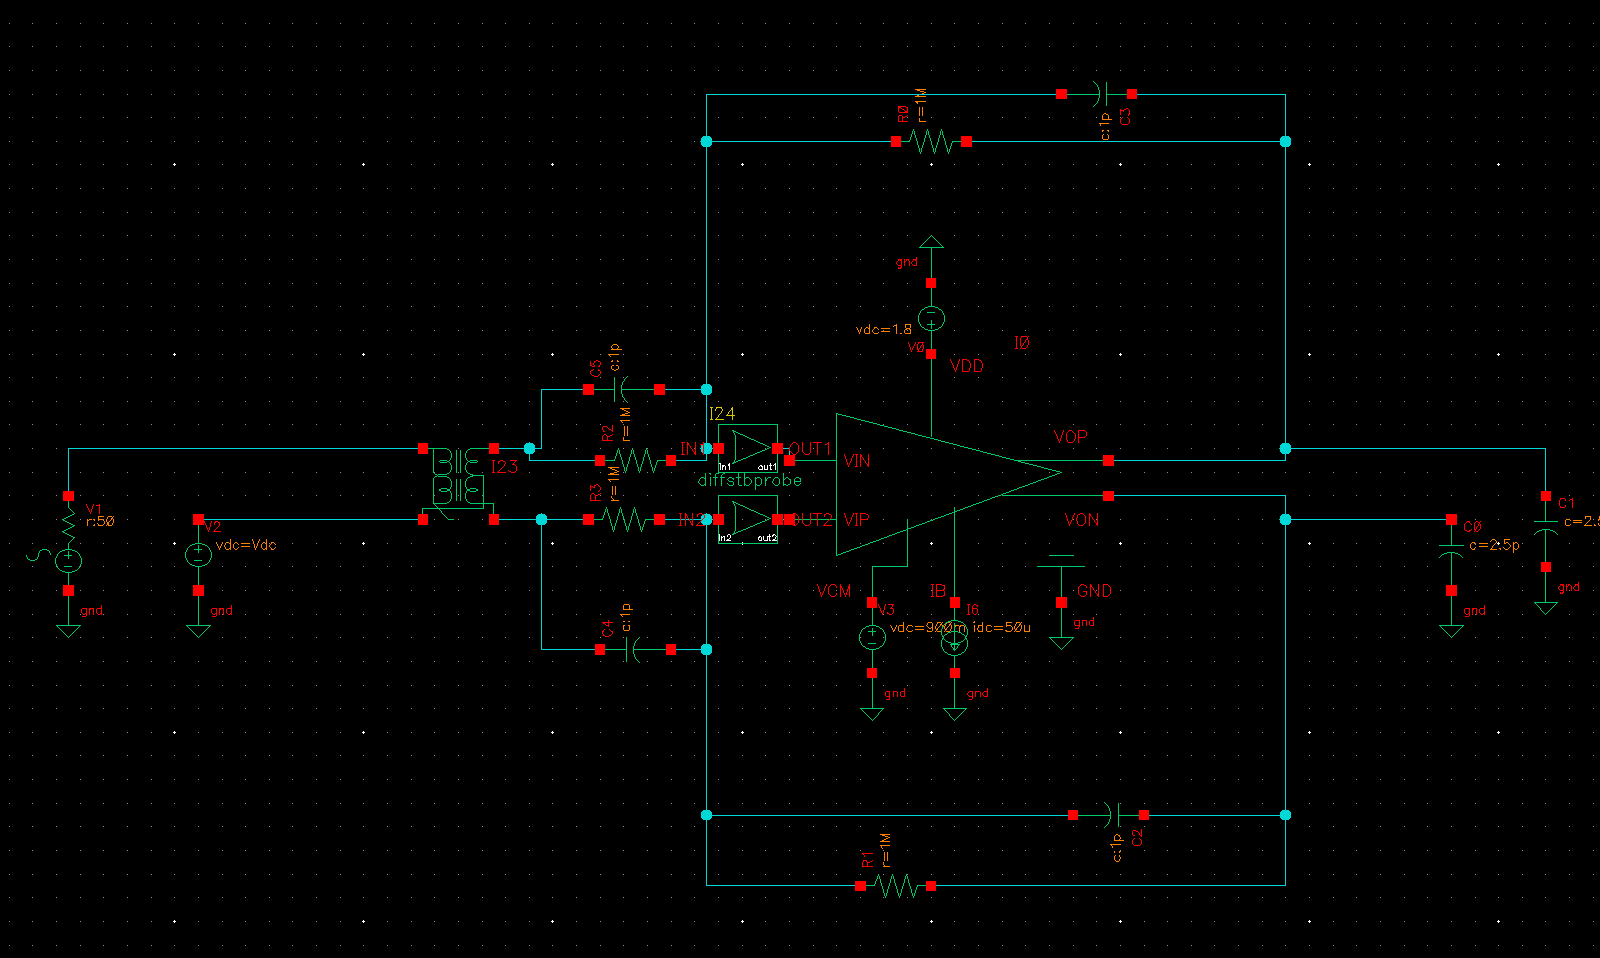 R0
r=1M
c:1p
C3
gnd
vdc=1.8
V0
I0
VDD
C5
c:1p
R2
r=1M
I24
IN1
OUT1
in1
out1
diffstbprobe
VIN
VOP
I23
R3
r=1M
V1
r:50
V2
vdc=Vdc
IN2
OUT2
in2
out2
VIP
VON
C0
c=2.5p
C1
gnd
gnd
gnd
gnd
VCM
IB
GND
gnd
V3
vdc=900m
I6
idc=50u
gnd
gnd
C4
c:1p
c:1p
C2
R1
r=1M